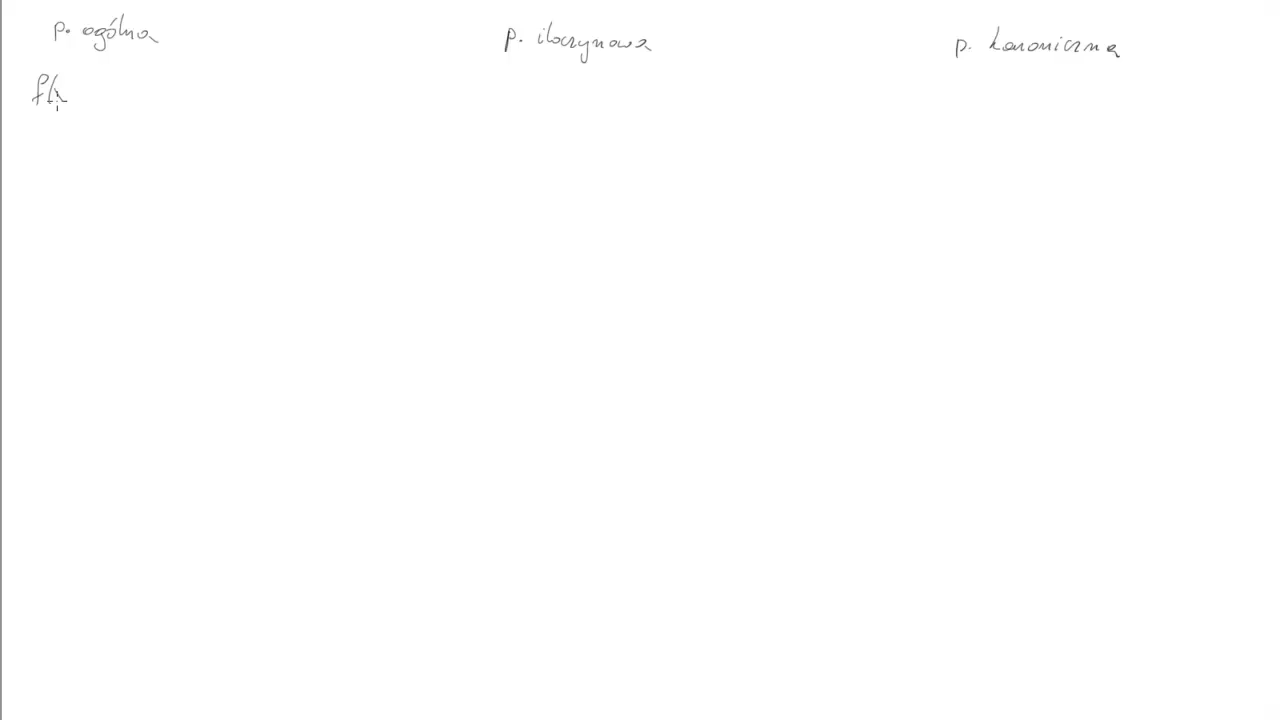 p. ogólna
p. iloczynowa
p. kanoniczna
f(x